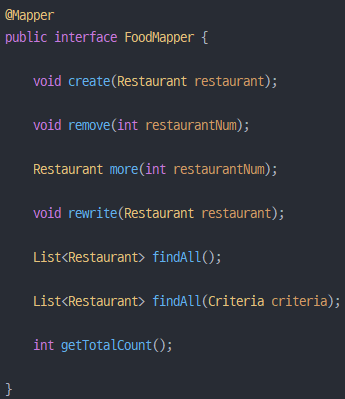 @Mapper
public interface FoodMapper {
void create(Restaurant restaurant);
void remove(int restaurantNum);
Restaurant more(int restaurantNum);
void rewrite(Restaurant restaurant);
List<Restaurant> findAll();
List<Restaurant> findAll(Criteria criteria);
int getTotalCount();
}